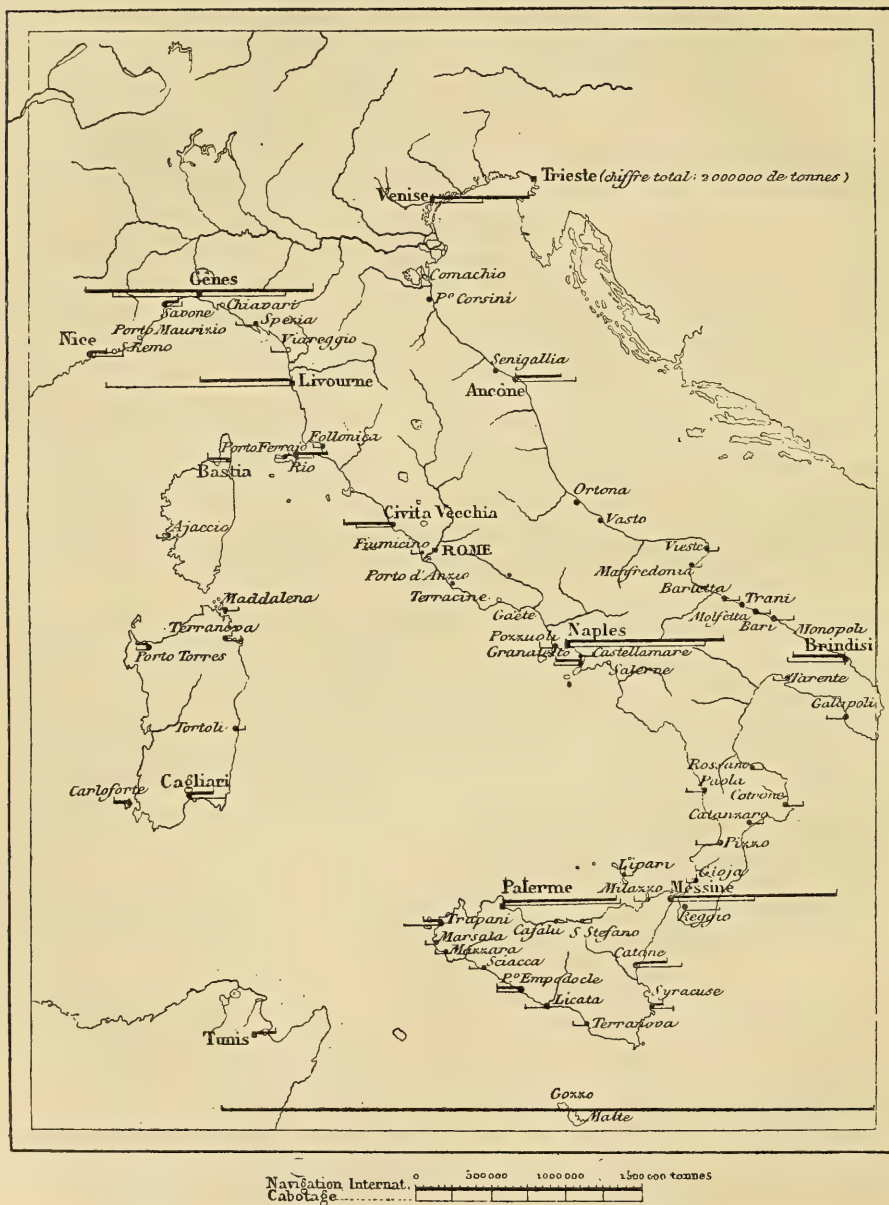 Trieste (chiffre total: 2 000 000 de tonnes)
Venise
Comachio
Pº Corsini
Gênes
Savone
Chiavari
Porto Maurizio
Spezia
Nice
S. Remo
Viareggio
Senigallia
Livourne
Ancône
Follonica
Porto Ferrajo
Rio
Bastia
Ortona
Civita Vecchia
Ajaccio
Vasto
Fiumicino
ROME
Vieste
Porto d'Anzio
Manfredonia
Terracine
Barletta
Trani
Maddalena
Gaëte
Molfetta
Bari
Terranova
Naples
Monopoli
Pozzuoli
Porto Torres
Granatello
Castellamare
Brindisi
Salerne
Tarente
Gallipoli
Tortoli
Rossano
Cagliari
Paola
Carloforte
Cotrone
Catanzaro
Pizzo
Lipari
Gioja
Palerme
Milazzo
Messine
Trapani
Cefalu
S Stefano
Reggio
Marsala
Mazzara
Catane
Sciacca
Pº Empedocle
Syracuse
Licata
Tunis
Terranova
Gozzo
Malte
Navigation Internat. 0 500000 1000000 1500000 tonnes
Cabotage